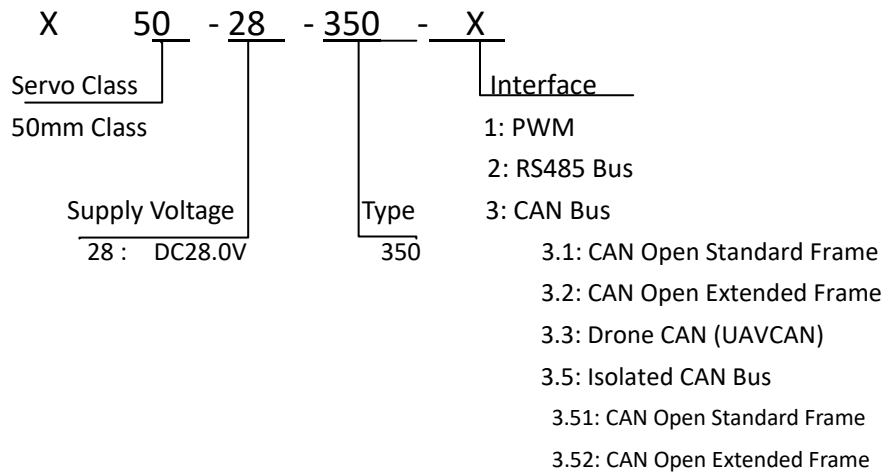 X 50 - 28 - 350 - X
Servo Class
50mm Class
Supply Voltage
28 : DC28.0V
Type
350
Interface
1: PWM
2: RS485 Bus
3: CAN Bus
3.1: CAN Open Standard Frame
3.2: CAN Open Extended Frame
3.3: Drone CAN (UAVCAN)
3.5: Isolated CAN Bus
3.51: CAN Open Standard Frame
3.52: CAN Open Extended Frame